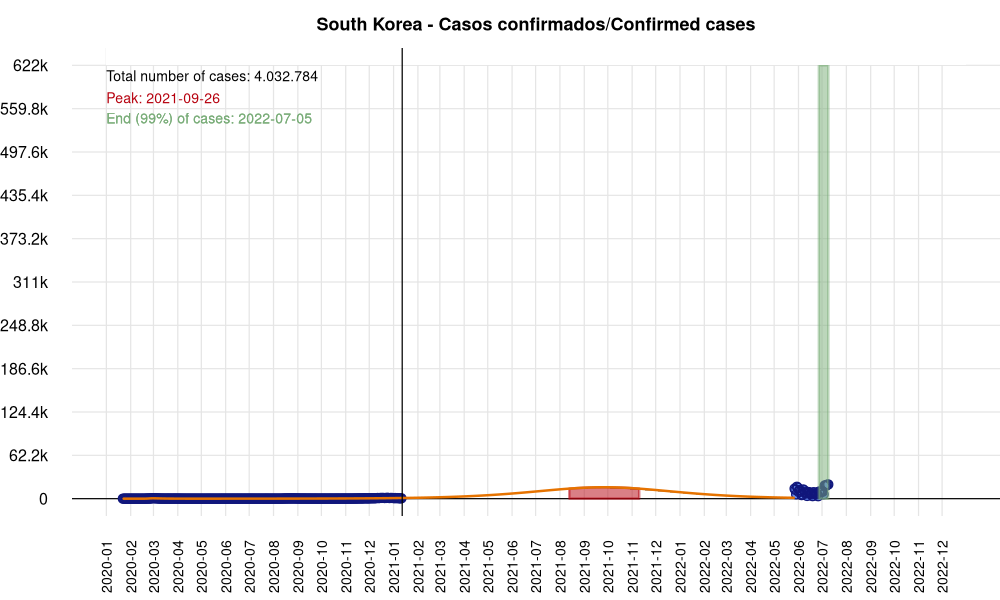 South Korea - Casos confirmados/Confirmed cases
Total number of cases: 4.032.784
Peak: 2021-09-26
End (99%) of cases: 2022-07-05
622k
559.8k
497.6k
435.4k
373.2k
311k
248.8k
186.6k
124.4k
62.2k
0
2020-01
2020-02
2020-03
2020-04
2020-05
2020-06
2020-07
2020-08
2020-09
2020-10
2020-11
2020-12
2021-01
2021-02
2021-03
2021-04
2021-05
2021-06
2021-07
2021-08
2021-09
2021-10
2021-11
2021-12
2022-01
2022-02
2022-03
2022-04
2022-05
2022-06
2022-07
2022-08
2022-09
2022-10
2022-11
2022-12